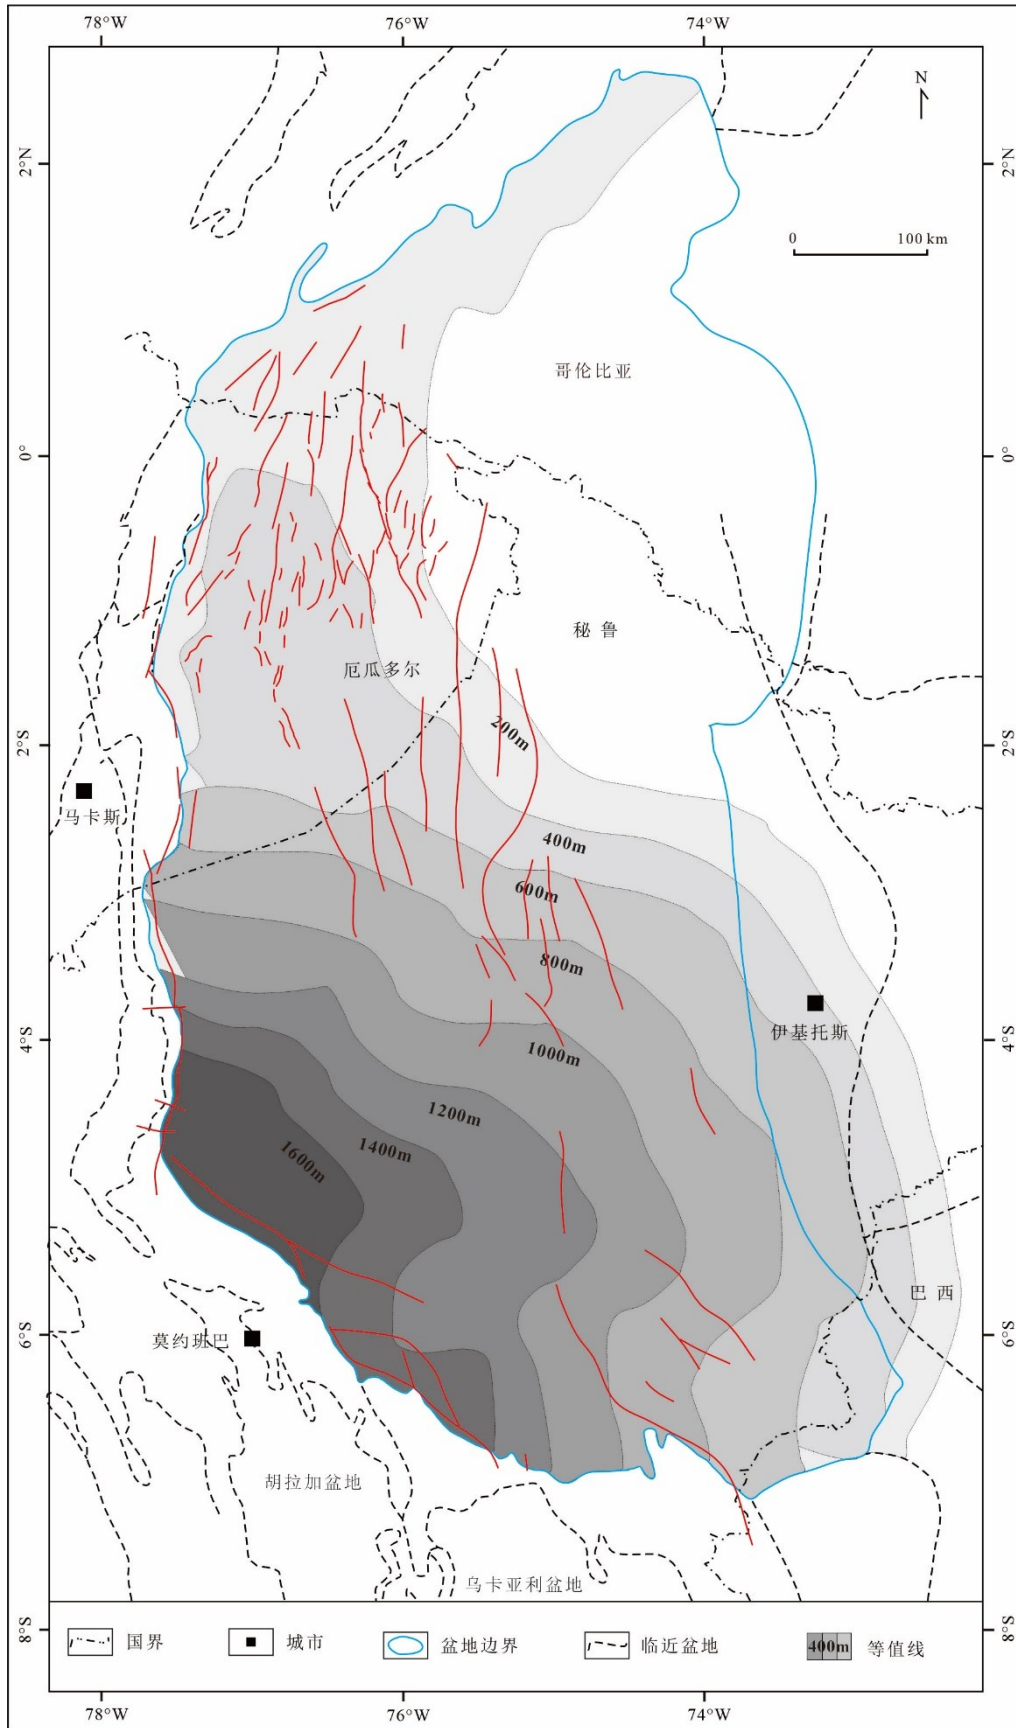 78°W 76°W 74°W
N
2°N 2°N
0 100 km
哥伦比亚
0° 0°
秘鲁
厄瓜多尔
200m
2°S 2°S
马卡斯
400m
600m
800m
伊基托斯
4°S 4°S
1000m
1200m
1400m
1600m
巴西
莫约班巴
6°S 6°S
胡拉加盆地
乌卡亚利盆地
8°S 8°S
国界 城市 盆地边界 临近盆地 400m 等值线
78°W 76°W 74°W